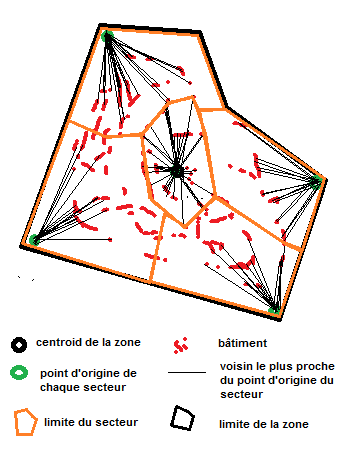 centroid de la zone
bâtiment
point d'origine de
chaque secteur
voisin le plus proche
du point d'origine du
secteur
limite du secteur
limite de la zone